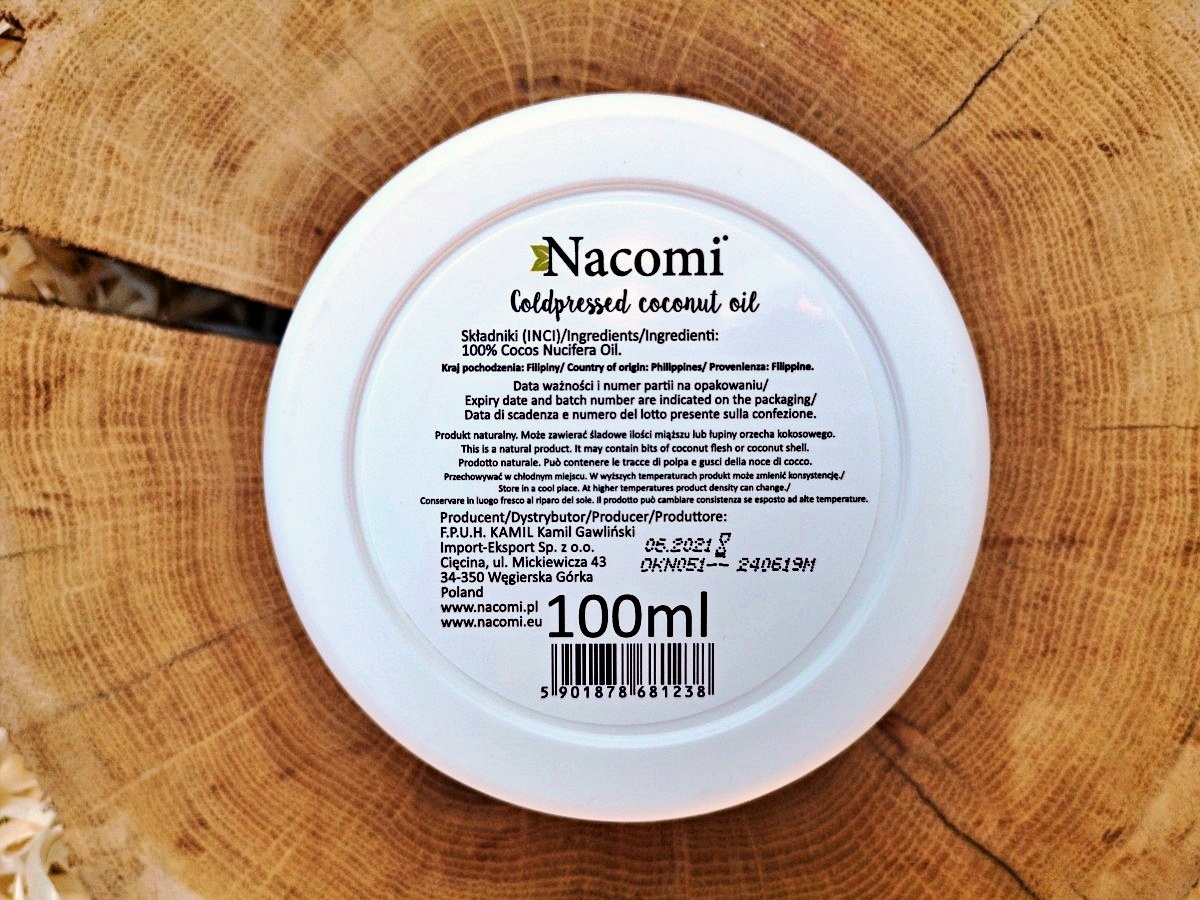 Nacomi
Coldpressed coconut oil
Składniki (INCI)/Ingredients/Ingredienti:
100% Cocos Nucifera Oil.
Kraj pochodzenia: Filipiny/ Country of origin: Philippines/ Provenienza: Filippine.
Data ważności i numer partii na opakowaniu/
Expiry date and batch number are indicated on the packaging/
Data di scadenza e numero del lotto presente sulla confezione.
Produkt naturalny. Może zawierać śladowe ilości miąższu lub łupiny orzecha kokosowego.
This is a natural product. It may contain bits of coconut flesh or coconut shell.
Prodotto naturale. Può contenere le tracce di polpa e gusci della noce di cocco.
Przechowywać w chłodnym miejscu. W wyższych temperaturach produkt może zmienić konsystencję./
Store in a cool place. At higher temperatures product density can change./
Conservare in luogo fresco al riparo del sole. Il prodotto può cambiare consistenza se esposto ad alte temperature.
Producent/Dystrybutor/Producer/Produttore:
F.P.U.H. KAMIL Kamil Gawliński
Import-Eksport Sp. z o.o.
Cięcina, ul. Mickiewicza 43
34-350 Węgierska Górka
Poland
www.nacomi.pl
www.nacomi.eu
06.2021
OKN051-- 240619M
100ml
5 901878 681238